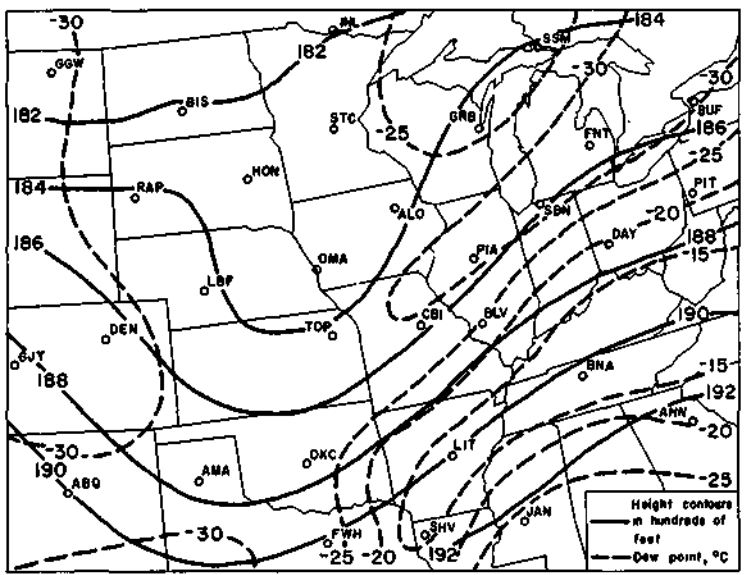 -30
INL
182
SSM
184
GGW
-30
-30
BIS
BUF
182
STC
-25
GRB
FNT
186
-25
HON
184
RAP
PIT
ALO
SBN
-20
186
DAY
188
PIA
OMA
-15
LBF
DEN
TOP
CBI
BLV
190
GJY
188
BNA
-15
192
AHN
-20
-30
190
OKC
LIT
ABQ
AMA
-25
Height contours
in hundreds of
feet
Dew point, °C
-30
FWH
SHV
JAN
-25
-20
192